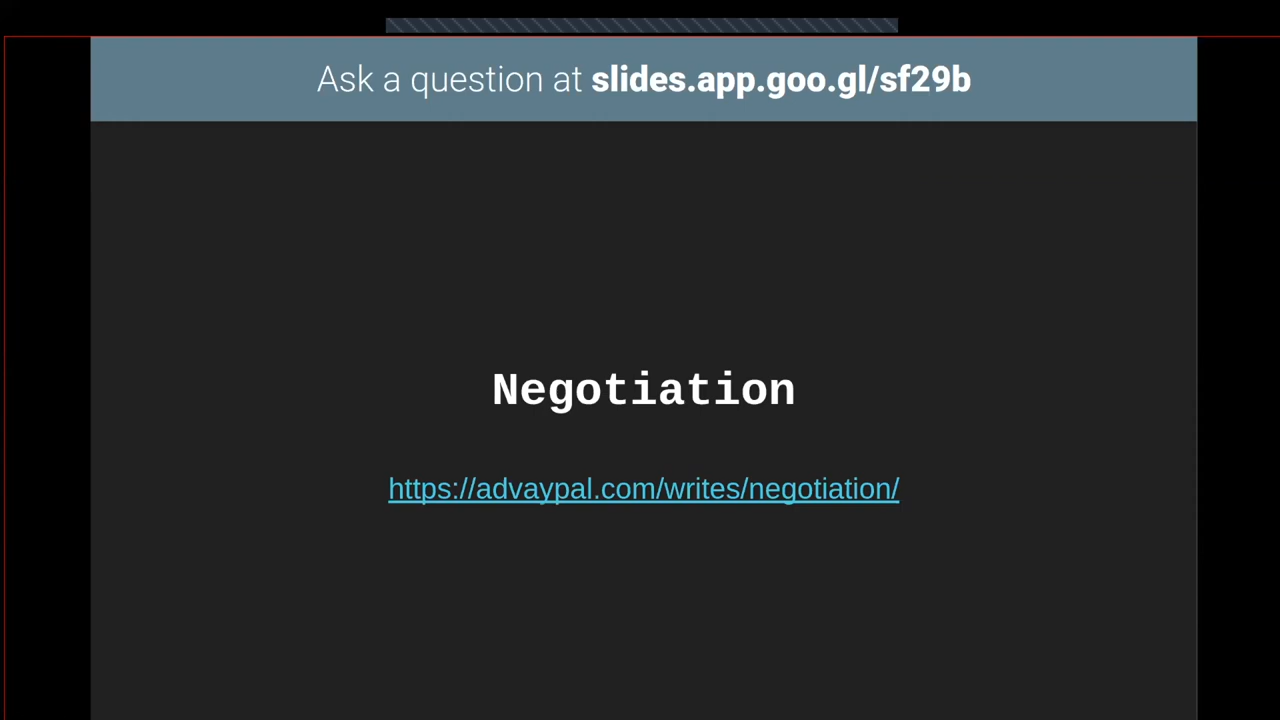 Ask a question at slides.app.goo.gl/sf29b
Negotiation
https://advaypal.com/writes/negotiation/